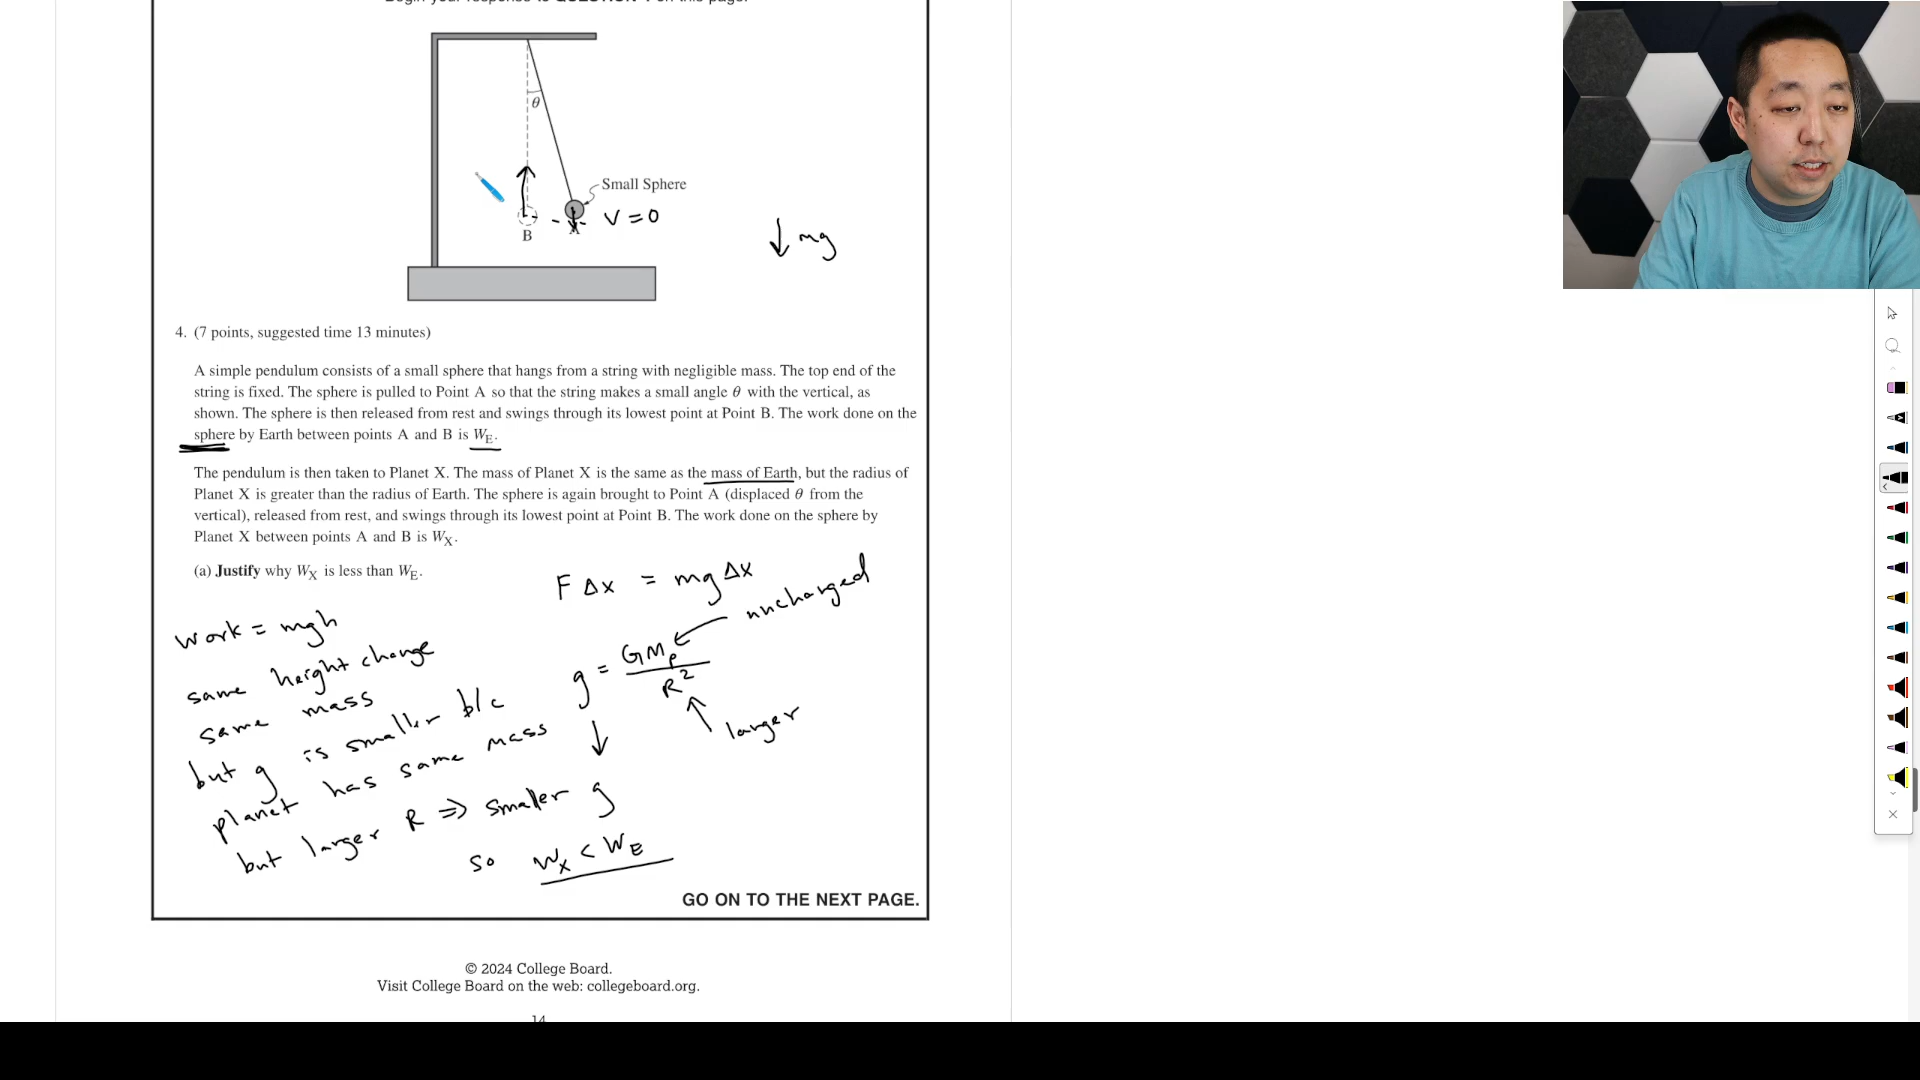 Begin your response to QUESTION 4 on this page.
θ
Small Sphere
V = 0
B
A
mg
4. (7 points, suggested time 13 minutes)
A simple pendulum consists of a small sphere that hangs from a string with negligible mass. The top end of the
string is fixed. The sphere is pulled to Point A so that the string makes a small angle θ with the vertical, as
shown. The sphere is then released from rest and swings through its lowest point at Point B. The work done on the
sphere by Earth between points A and B is W_E.
The pendulum is then taken to Planet X. The mass of Planet X is the same as the mass of Earth, but the radius of
Planet X is greater than the radius of Earth. The sphere is again brought to Point A (displaced θ from the
vertical), released from rest, and swings through its lowest point at Point B. The work done on the sphere by
Planet X between points A and B is W_X.
(a) Justify why W_X is less than W_E.
F Δx = mg Δx
unchanged
work = mgh
same height change
same mass
but g is smaller b/c
planet has same mass
but larger R ⇒ smaller g
g = GM_p / R²
larger
so W_X < W_E
GO ON TO THE NEXT PAGE.
© 2024 College Board.
Visit College Board on the web: collegeboard.org.
14